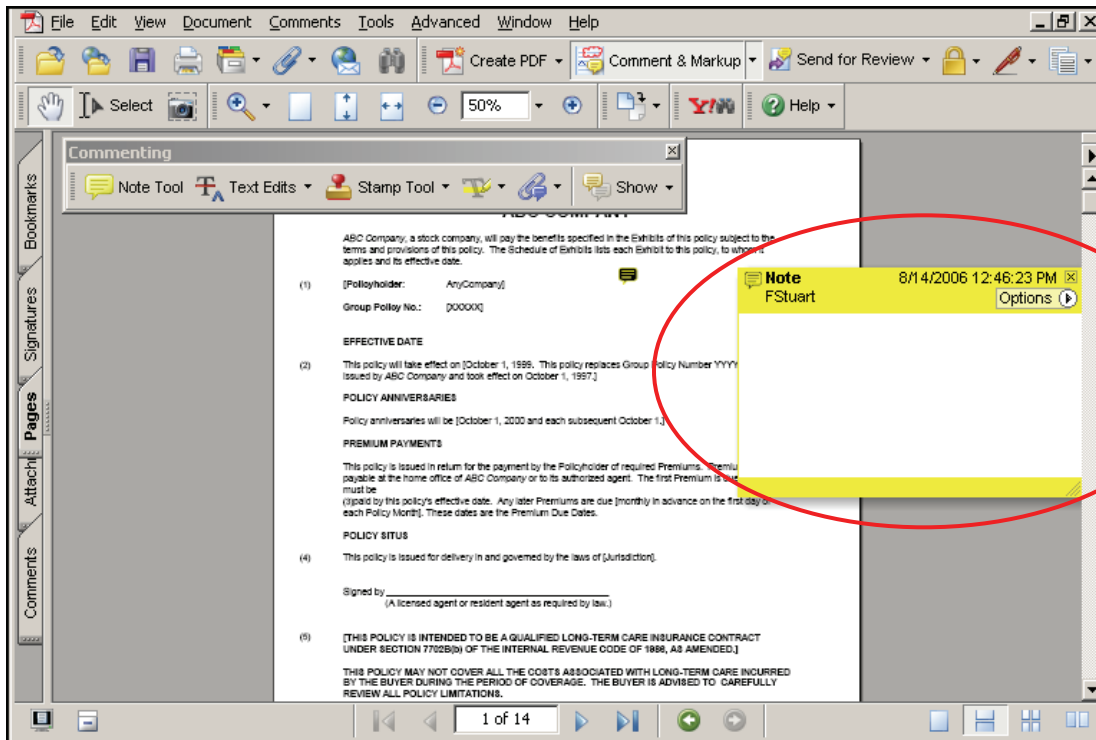 File Edit View Document Comments Tools Advanced Window Help
Create PDF Comment & Markup Send for Review
Select 50% Y! Help
Commenting
Note Tool Text Edits Stamp Tool Show
Bookmarks
Signatures
Pages
Attachi
Comments
ABC COMPANY
ABC Company, a stock company, will pay the benefits specified in the Exhibits of this policy subject to the
terms and provisions of this policy. The Schedule of Exhibits lists each Exhibit to this policy, to whom it
applies and its effective date.
(1) [Policyholder: AnyCompany]
Group Policy No.: [XXXXX]
EFFECTIVE DATE
(2) This policy will take effect on [October 1, 1999. This policy replaces Group Policy Number YYYY
issued by ABC Company and took effect on October 1, 1997.]
POLICY ANNIVERSARIES
Policy anniversaries will be [October 1, 2000 and each subsequent October 1.]
PREMIUM PAYMENTS
This policy is issued in return for the payment by the Policyholder of required Premiums.
payable at the home office of ABC Company or to its authorized agent. The first Premium is
must be
(3)paid by this policy's effective date. Any later Premiums are due [monthly in advance on the first day of
each Policy Month]. These dates are the Premium Due Dates.
POLICY SITUS
(4) This policy is issued for delivery in and governed by the laws of [Jurisdiction].
Signed by
(A licensed agent or resident agent as required by law.)
(5) [THIS POLICY IS INTENDED TO BE A QUALIFIED LONG-TERM CARE INSURANCE CONTRACT
UNDER SECTION 7702B(b) OF THE INTERNAL REVENUE CODE OF 1986, AS AMENDED.]
THIS POLICY MAY NOT COVER ALL THE COSTS ASSOCIATED WITH LONG-TERM CARE INCURRED
BY THE BUYER DURING THE PERIOD OF COVERAGE. THE BUYER IS ADVISED TO CAREFULLY
REVIEW ALL POLICY LIMITATIONS.
Note 8/14/2006 12:46:23 PM
FStuart Options
1 of 14